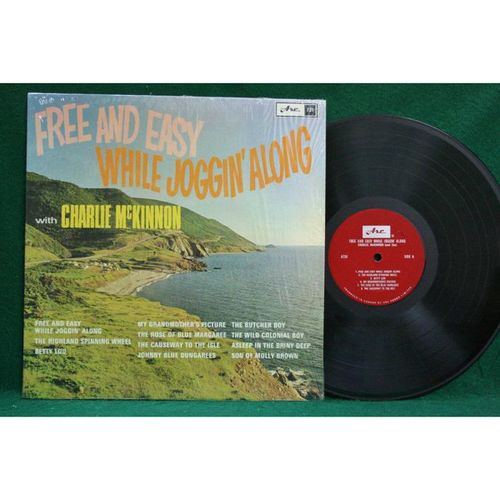 Arc
FREE AND EASY
WHILE JOGGIN' ALONG
with CHARLIE McKINNON
FREE AND EASY
WHILE JOGGIN' ALONG
THE HIGHLAND SPINNING WHEEL
BETTY LOU
MY GRANDMOTHER'S PICTURE
THE ROSE OF BLUE MARGAREE
THE CAUSEWAY TO THE ISLE
JOHNNY BLUE DUNGAREES
THE BUTCHER BOY
THE WILD COLONIAL BOY
ASLEEP IN THE BRINY DEEP
SON OF MOLLY BROWN
Arc
FREE AND EASY WHILE JOGGIN' ALONG
CHARLIE McKINNON
SIDE A